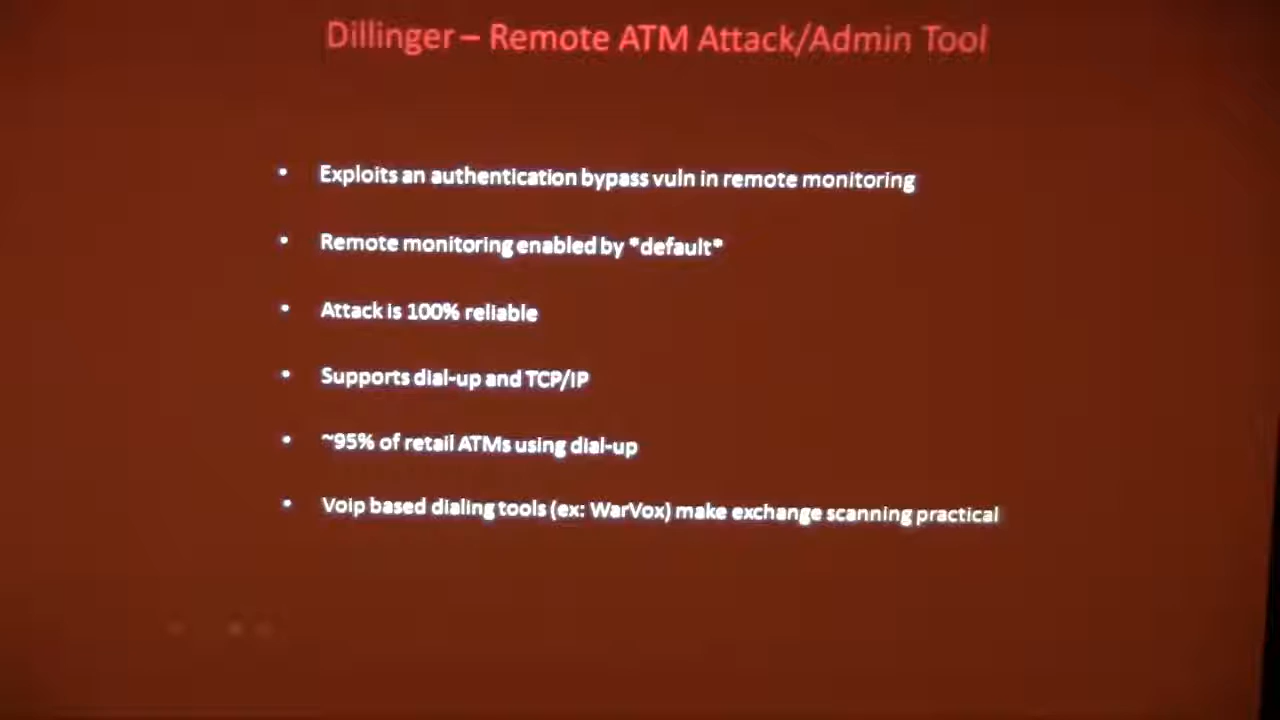 Dillinger – Remote ATM Attack/Admin Tool
• Exploits an authentication bypass vuln in remote monitoring
• Remote monitoring enabled by *default*
• Attack is 100% reliable
• Supports dial-up and TCP/IP
• ~95% of retail ATMs using dial-up
• Voip based dialing tools (ex: WarVox) make exchange scanning practical